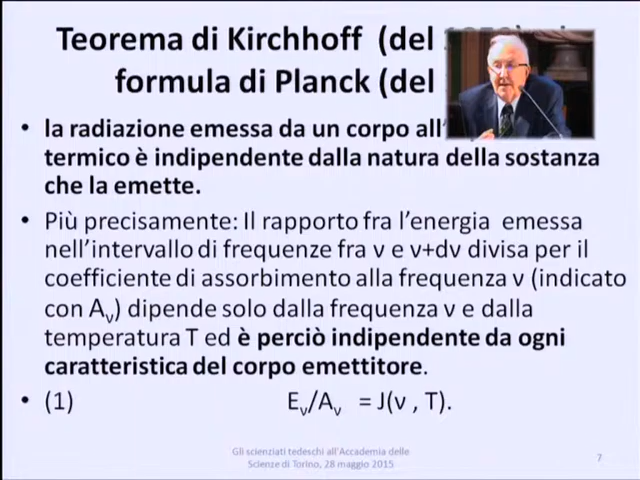 Teorema di Kirchhoff (del
formula di Planck (del
• la radiazione emessa da un corpo all'
termico è indipendente dalla natura della sostanza
che la emette.
• Più precisamente: Il rapporto fra l'energia emessa
nell'intervallo di frequenze fra ν e ν+dν divisa per il
coefficiente di assorbimento alla frequenza ν (indicato
con Aν) dipende solo dalla frequenza ν e dalla
temperatura T ed è perciò indipendente da ogni
caratteristica del corpo emettitore.
• (1) Eν/Aν = J(ν , T).
Gli scienziati tedeschi all'Accademia delle
Scienze di Torino, 28 maggio 2015
7